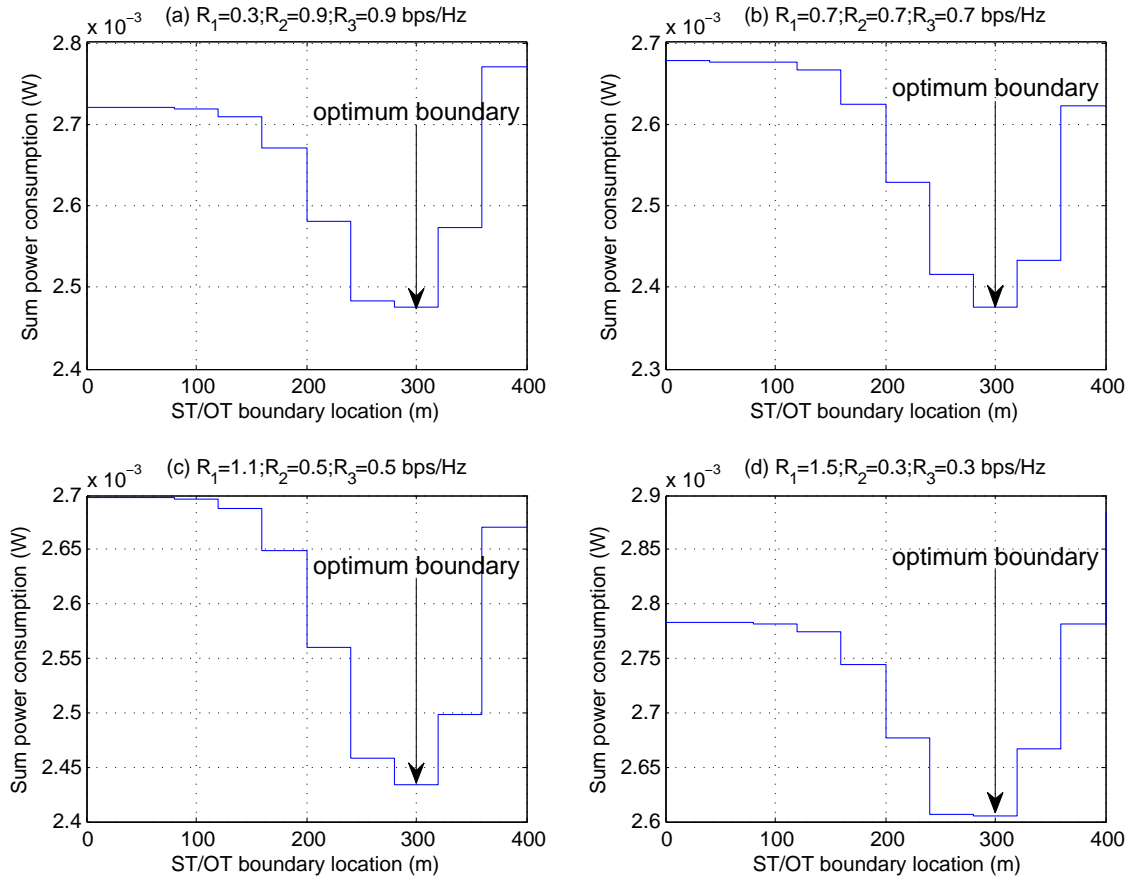 x 10⁻³ (a) R₁=0.3;R₂=0.9;R₃=0.9 bps/Hz
2.8
2.7
2.6
2.5
2.4
Sum power consumption (W)
optimum boundary
0 100 200 300 400
ST/OT boundary location (m)
x 10⁻³ (b) R₁=0.7;R₂=0.7;R₃=0.7 bps/Hz
2.7
2.6
2.5
2.4
2.3
Sum power consumption (W)
optimum boundary
0 100 200 300 400
ST/OT boundary location (m)
x 10⁻³ (c) R₁=1.1;R₂=0.5;R₃=0.5 bps/Hz
2.7
2.65
2.6
2.55
2.5
2.45
2.4
Sum power consumption (W)
optimum boundary
0 100 200 300 400
ST/OT boundary location (m)
x 10⁻³ (d) R₁=1.5;R₂=0.3;R₃=0.3 bps/Hz
2.9
2.85
2.8
2.75
2.7
2.65
2.6
Sum power consumption (W)
optimum boundary
0 100 200 300 400
ST/OT boundary location (m)